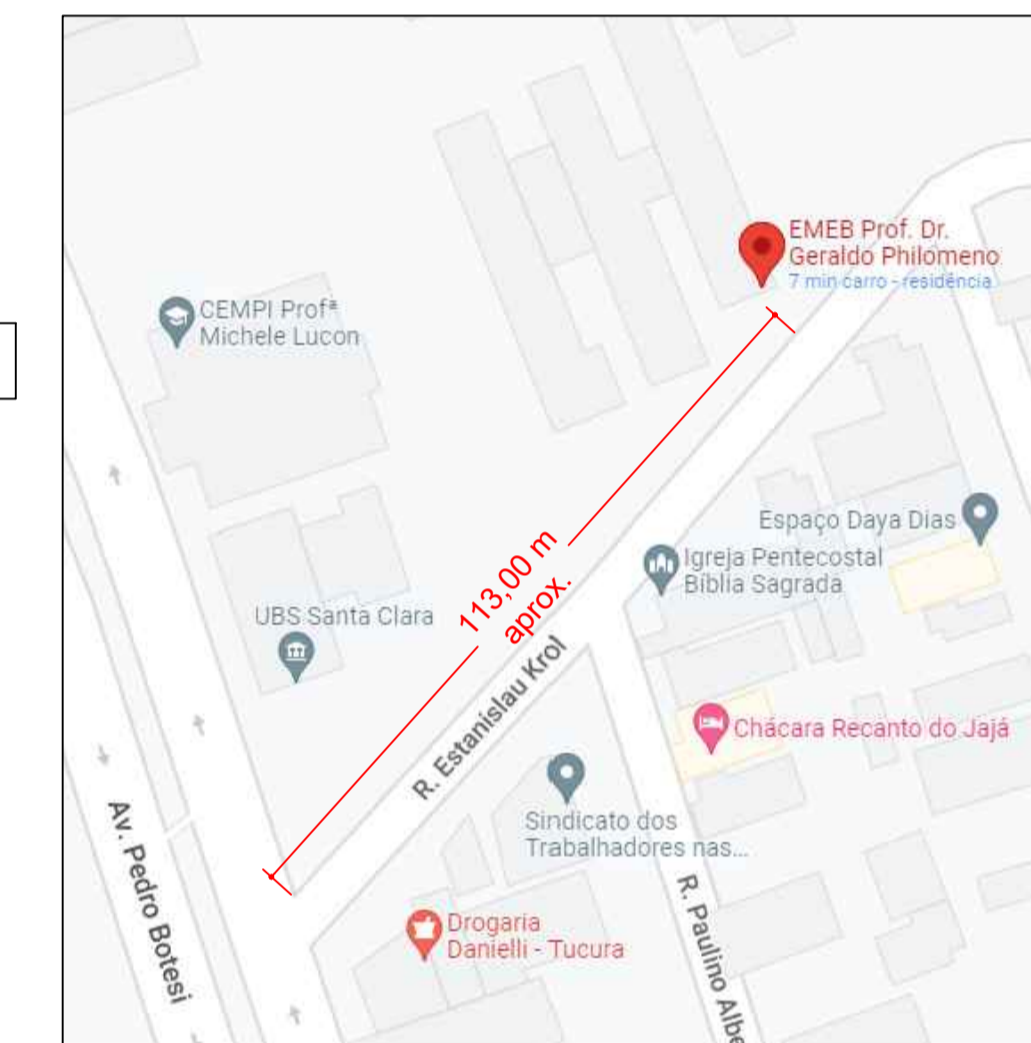 EMEB Prof. Dr.
Geraldo Philomeno
7 min carro - residência
CEMPI Profª
Michele Lucon
Espaço Daya Dias
Igreja Pentecostal
Bíblia Sagrada
113,00 m
aprox.
UBS Santa Clara
R. Estanislau Krol
Chácara Recanto do Jajá
Sindicato dos
Trabalhadores nas...
Av. Pedro Botesi
R. Paulino Albe
Drogaria
Danielli - Tucura